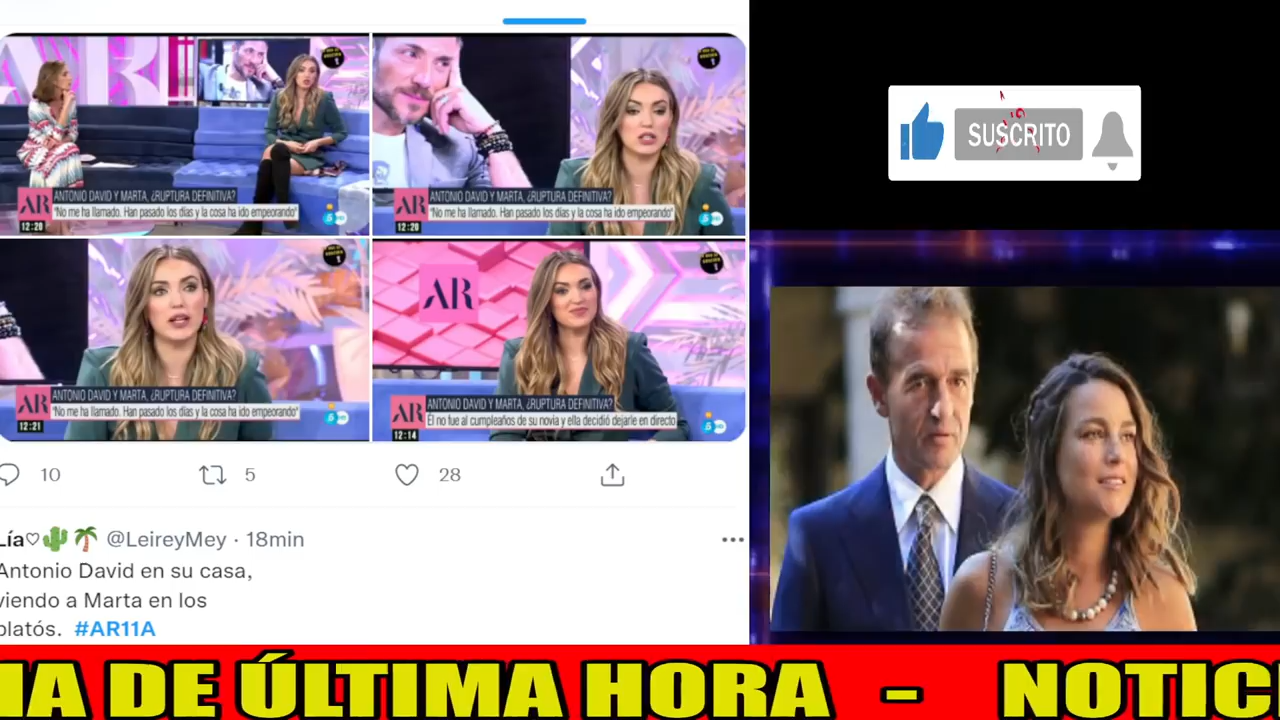 AR
ANTONIO DAVID Y MARTA, ¿RUPTURA DEFINITIVA?
"No me ha llamado. Han pasado los días y la cosa ha ido empeorando"
12:20
AR
ANTONIO DAVID Y MARTA, ¿RUPTURA DEFINITIVA?
"No me ha llamado. Han pasado los días y la cosa ha ido empeorando"
12:20
AR
ANTONIO DAVID Y MARTA, ¿RUPTURA DEFINITIVA?
"No me ha llamado. Han pasado los días y la cosa ha ido empeorando"
12:21
AR
AR
ANTONIO DAVID Y MARTA, ¿RUPTURA DEFINITIVA?
El no fue al cumpleaños de su novia y ella decidió dejarle en directo
12:14
10
5
28
Lía♡🌵🌴 @LeireyMey · 18min
Antonio David en su casa,
viendo a Marta en los
platós. #AR11A
SUSCRITO
IA DE ÚLTIMA HORA - NOTICI